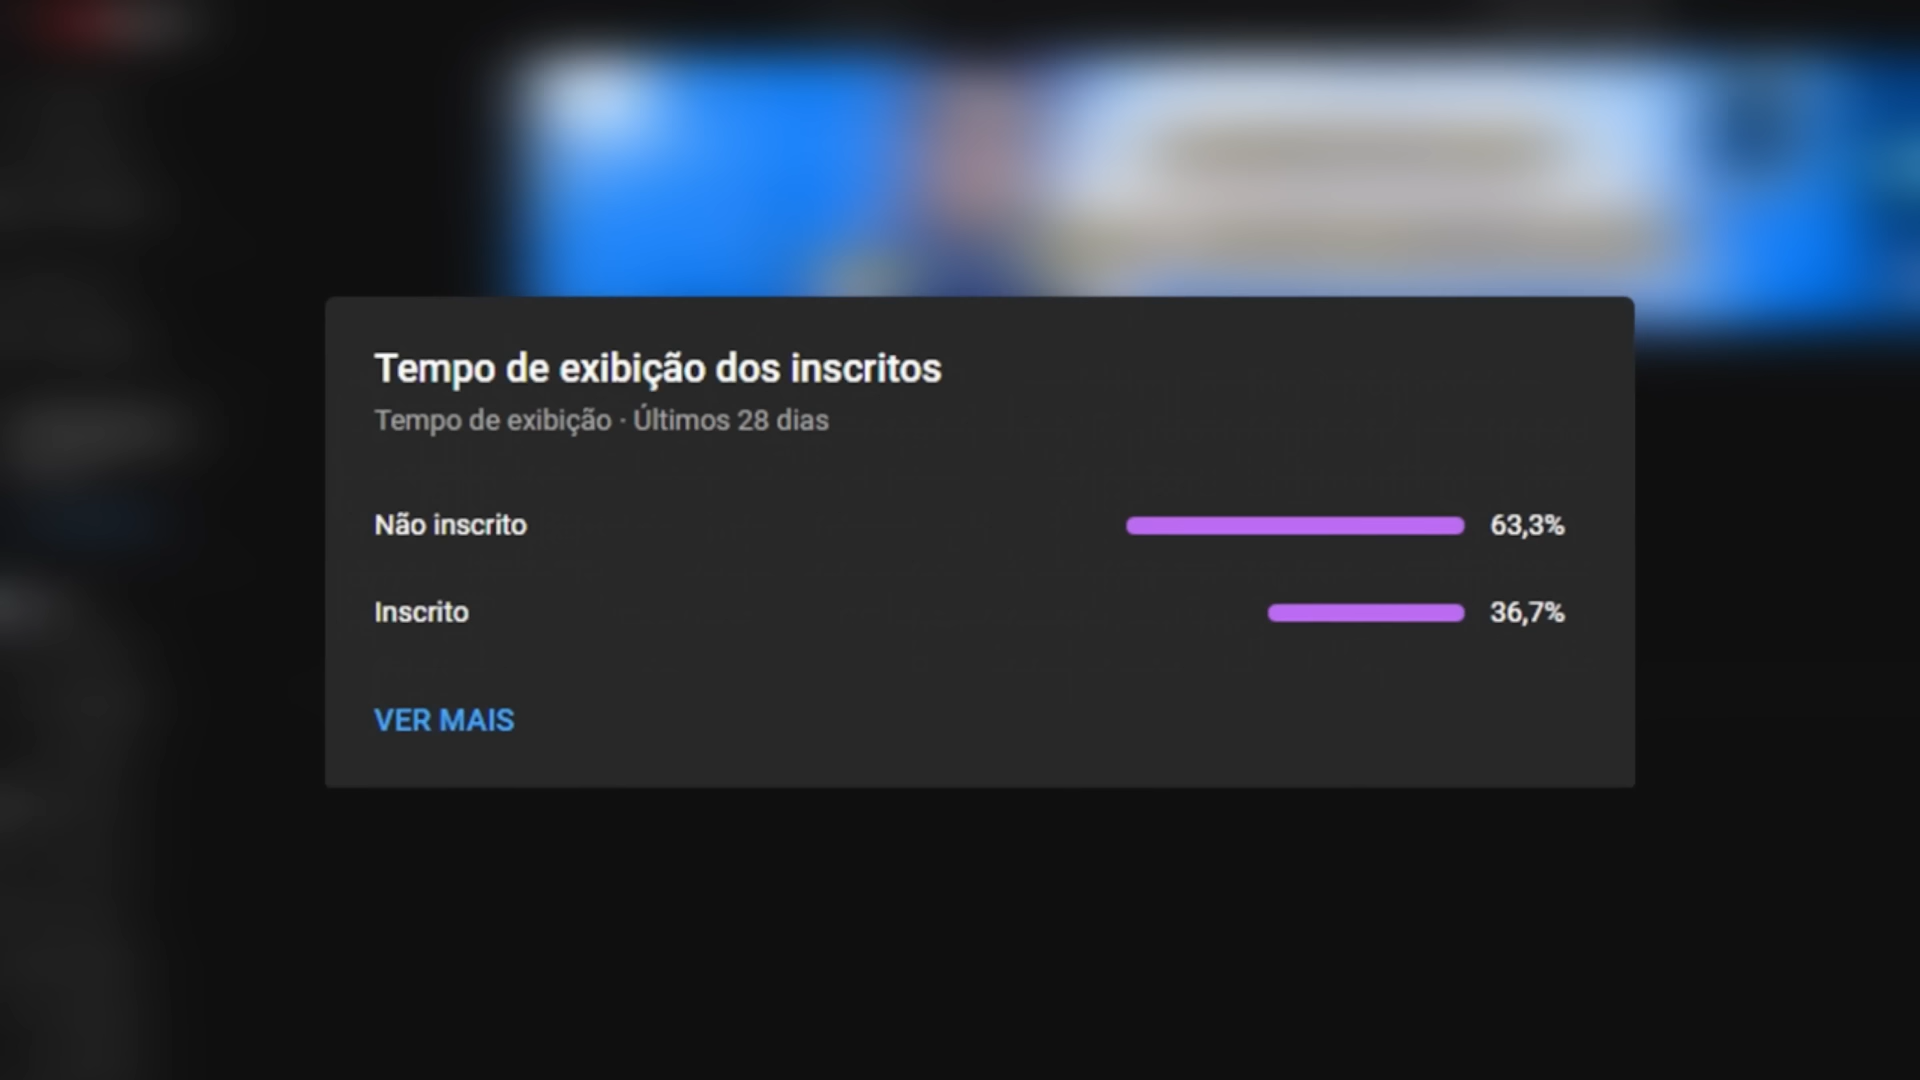 Tempo de exibição dos inscritos
Tempo de exibição · Últimos 28 dias
Não inscrito 63,3%
Inscrito 36,7%
VER MAIS